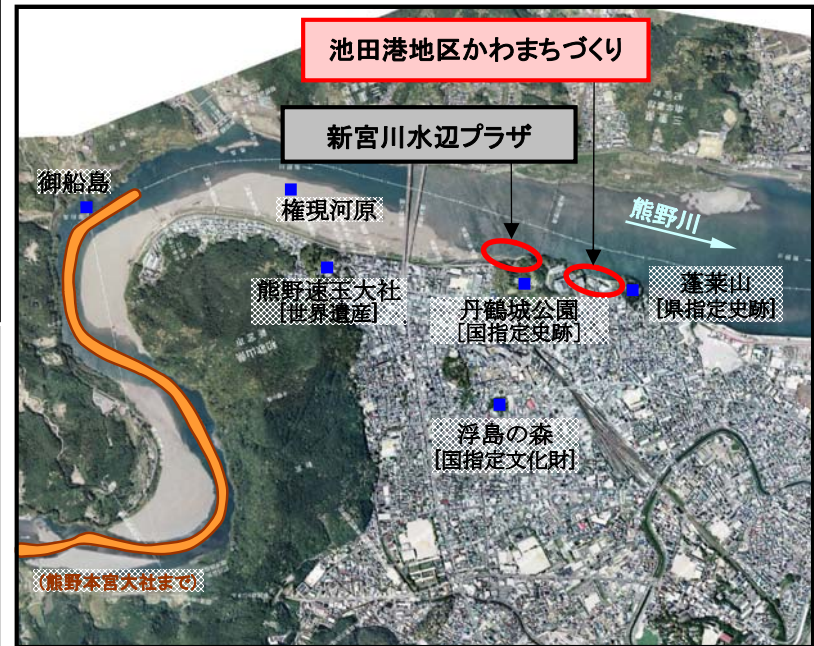 池田港地区かわまちづくり
新宮川水辺プラザ
御船島
権現河原
熊野川
熊野速玉大社
[世界遺産]
丹鶴城公園
[国指定史跡]
蓬莱山
[県指定史跡]
浮島の森
[国指定文化財]
(熊野本宮大社まで)